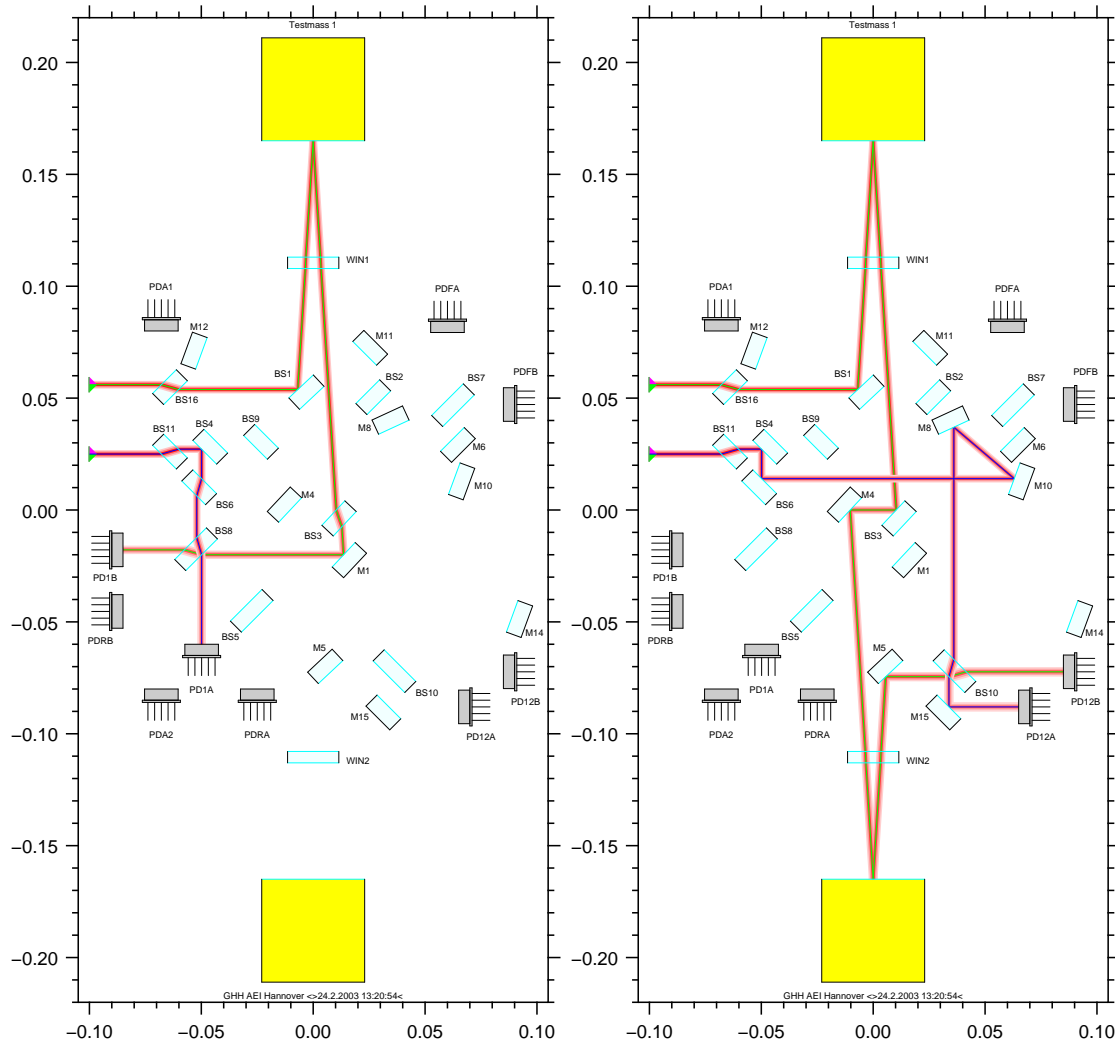 Testmass 1
Testmass 1
0.20
0.20
0.15
0.15
WIN1
WIN1
0.10
0.10
PDA1
PDFA
PDA1
PDFA
M12
M11
M12
M11
BS1
BS2
BS7
PDFB
BS1
BS2
BS7
PDFB
0.05
0.05
BS16
M8
BS16
M8
BS11
BS4
BS9
M6
BS11
BS4
BS9
M6
M10
M10
BS6
M4
BS6
M4
0.00
0.00
BS8
BS3
BS8
BS3
PD1B
M1
PD1B
M1
−0.05
−0.05
PDRB
BS5
M14
PDRB
BS5
M14
M5
M5
PD1A
BS10
PD12B
PD1A
BS10
PD12B
PDA2
PDRA
M15
PD12A
PDA2
PDRA
M15
PD12A
−0.10
−0.10
WIN2
WIN2
−0.15
−0.15
−0.20
−0.20
GHH AEI Hannover <>24.2.2003 13:20:54<
GHH AEI Hannover <>24.2.2003 13:20:54<
−0.10 −0.05 0.00 0.05 0.10
−0.10 −0.05 0.00 0.05 0.10